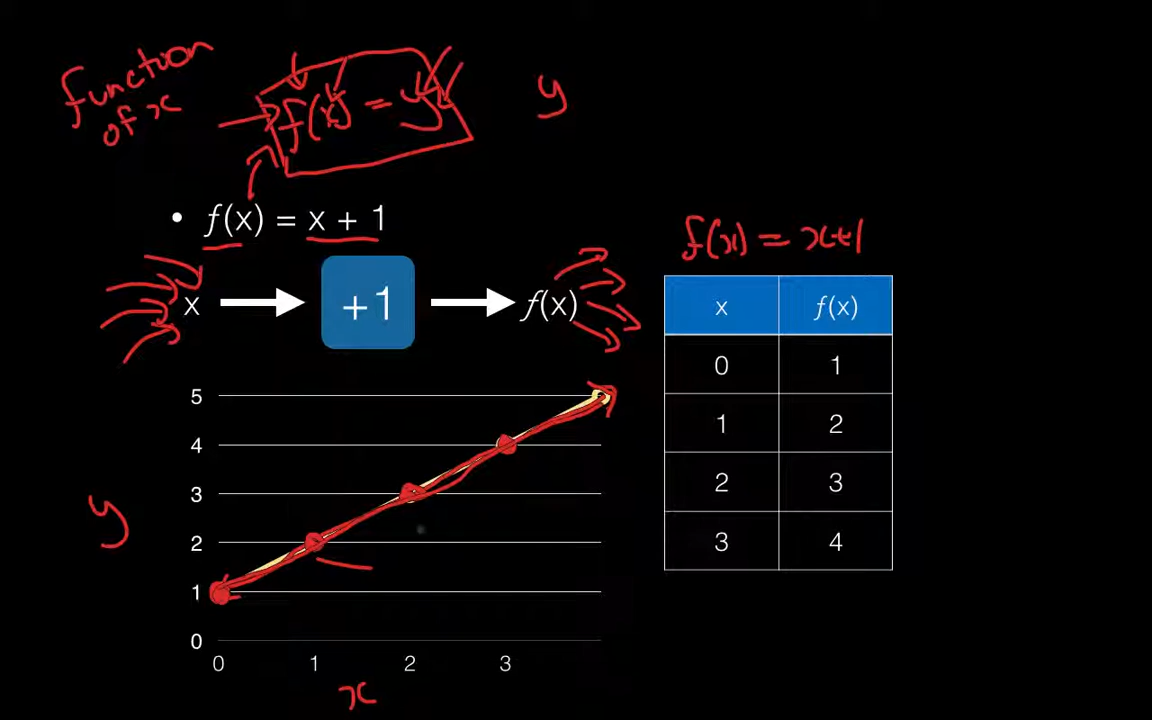 function
of x
f(x) = y
y
• f(x) = x + 1
x
+1
f(x)
f(x) = x+1
x f(x)
0 1
1 2
2 3
3 4
5
4
3
2
1
0
y
0 1 2 3
x